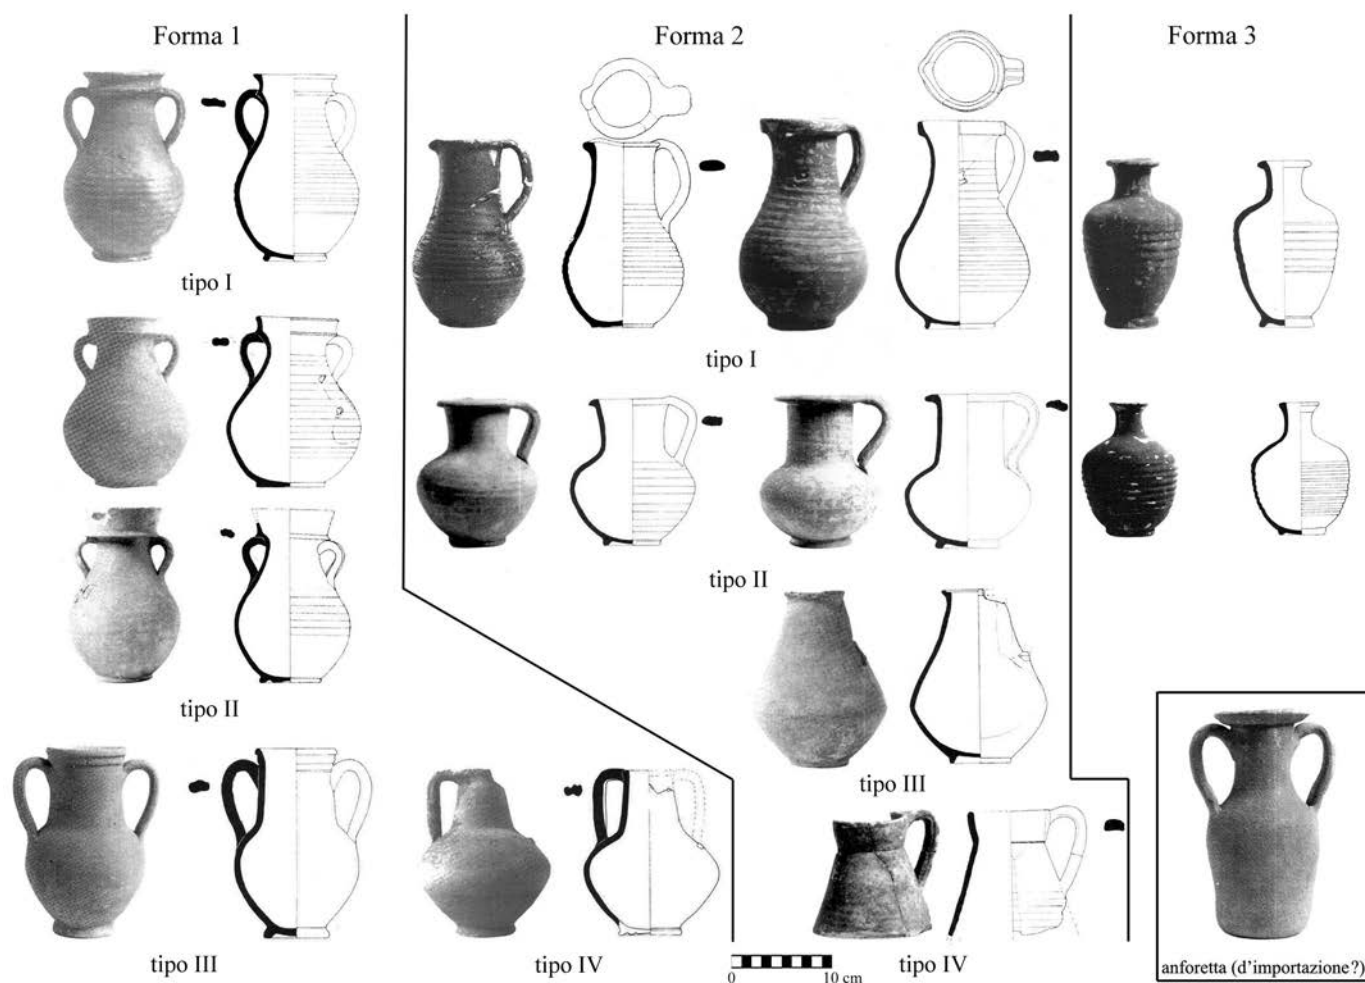 Forma 1
Forma 2
Forma 3
tipo I
tipo I
tipo II
tipo II
tipo III
tipo III
tipo IV
tipo IV
0 10 cm
anforetta (d'importazione?)